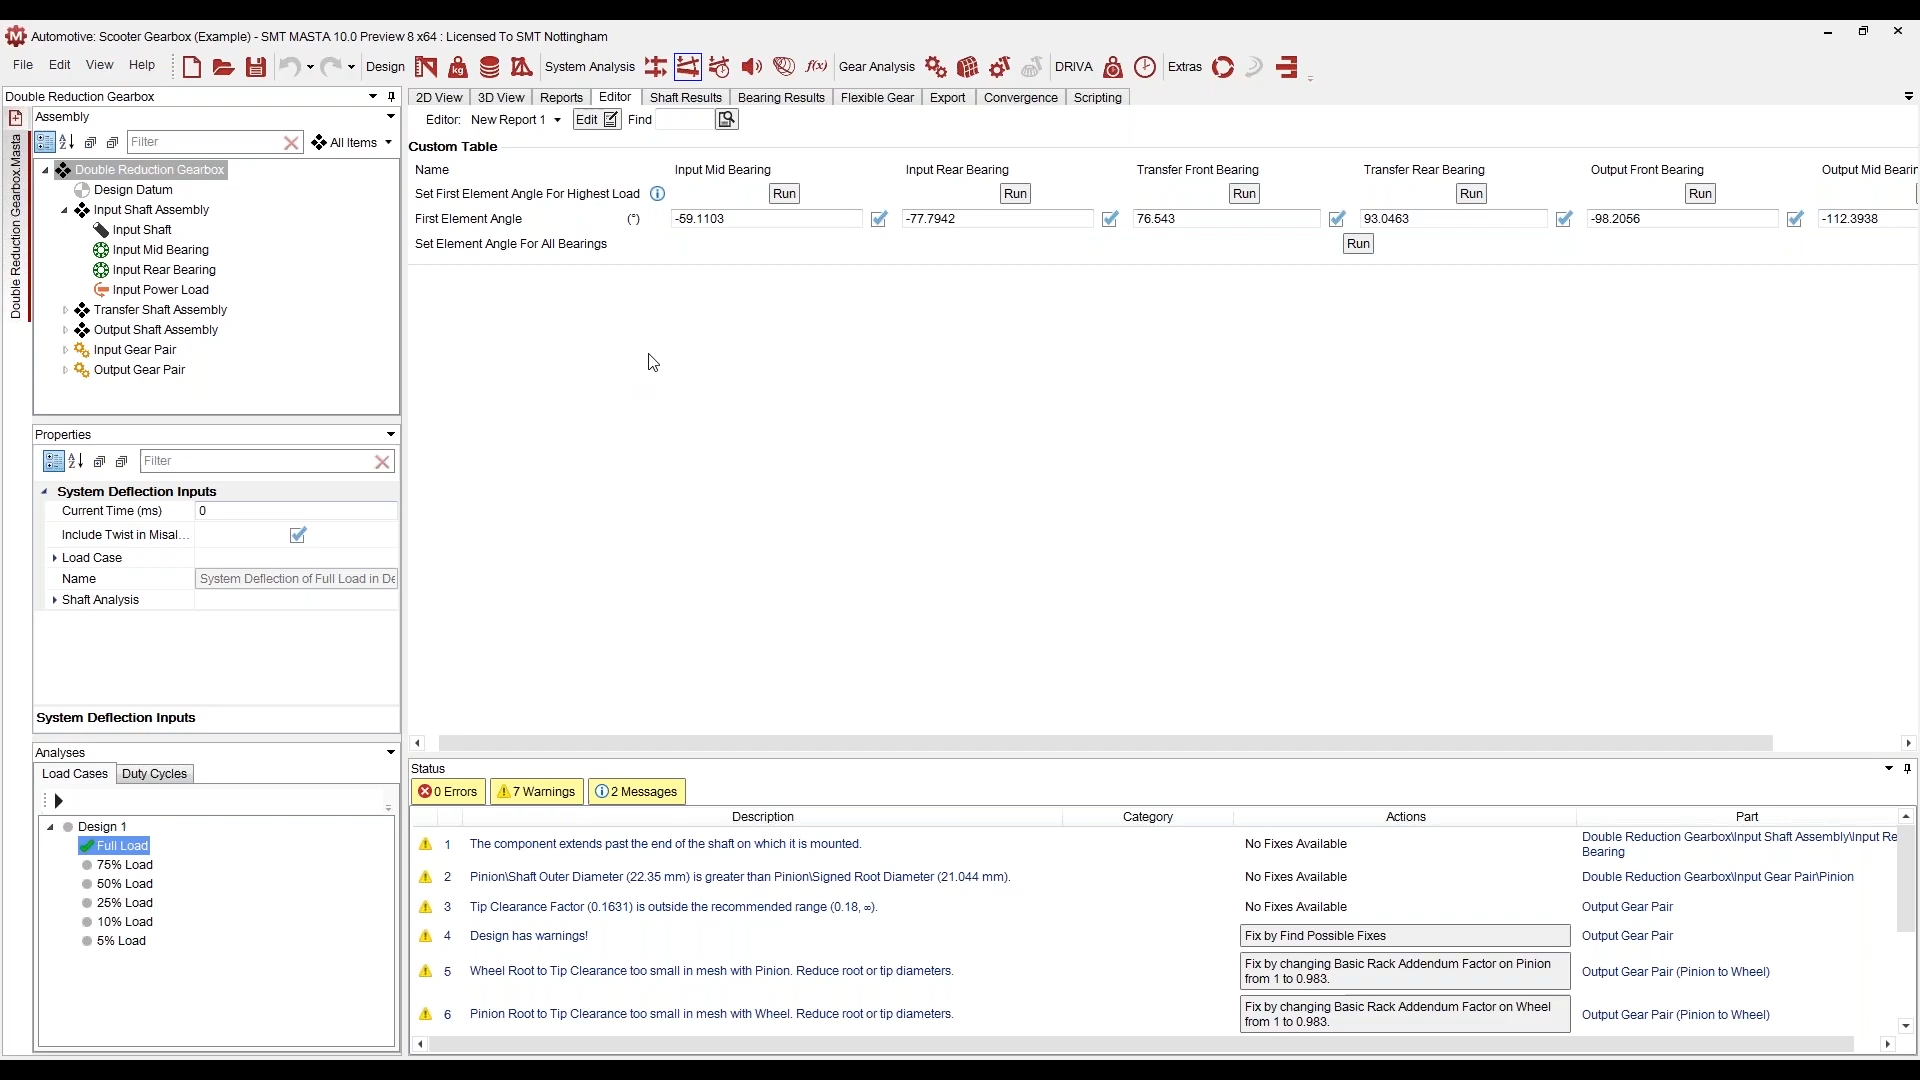 Automotive: Scooter Gearbox (Example) - SMT MASTA 10.0 Preview 8 x64 : Licensed To SMT Nottingham
File Edit View Help Design System Analysis f(x) Gear Analysis DRIVA Extras
Double Reduction Gearbox
Double Reduction Gearbox.Masta
Assembly
Filter All Items
Double Reduction Gearbox
Design Datum
Input Shaft Assembly
Input Shaft
Input Mid Bearing
Input Rear Bearing
Input Power Load
Transfer Shaft Assembly
Output Shaft Assembly
Input Gear Pair
Output Gear Pair
Properties
Filter
System Deflection Inputs
Current Time (ms) 0
Include Twist in Misal...
Load Case
Name System Deflection of Full Load in De
Shaft Analysis
System Deflection Inputs
Analyses
Load Cases Duty Cycles
Design 1
Full Load
75% Load
50% Load
25% Load
10% Load
5% Load
2D View 3D View Reports Editor Shaft Results Bearing Results Flexible Gear Export Convergence Scripting
Editor: New Report 1 Edit Find
Custom Table
Name Input Mid Bearing Input Rear Bearing Transfer Front Bearing Transfer Rear Bearing Output Front Bearing Output Mid Bearin
Set First Element Angle For Highest Load Run Run Run Run Run
First Element Angle (°) -59.1103 -77.7942 76.543 93.0463 -98.2056 -112.3938
Set Element Angle For All Bearings Run
Status
0 Errors 7 Warnings 2 Messages
Description Category Actions Part
1 The component extends past the end of the shaft on which it is mounted. No Fixes Available Double Reduction Gearbox\Input Shaft Assembly\Input Re
Bearing
2 Pinion\Shaft Outer Diameter (22.35 mm) is greater than Pinion\Signed Root Diameter (21.044 mm). No Fixes Available Double Reduction Gearbox\Input Gear Pair\Pinion
3 Tip Clearance Factor (0.1631) is outside the recommended range (0.18, ∞). No Fixes Available Output Gear Pair
4 Design has warnings! Fix by Find Possible Fixes Output Gear Pair
5 Wheel Root to Tip Clearance too small in mesh with Pinion. Reduce root or tip diameters. Fix by changing Basic Rack Addendum Factor on Pinion
from 1 to 0.983. Output Gear Pair (Pinion to Wheel)
6 Pinion Root to Tip Clearance too small in mesh with Wheel. Reduce root or tip diameters. Fix by changing Basic Rack Addendum Factor on Wheel
from 1 to 0.983. Output Gear Pair (Pinion to Wheel)